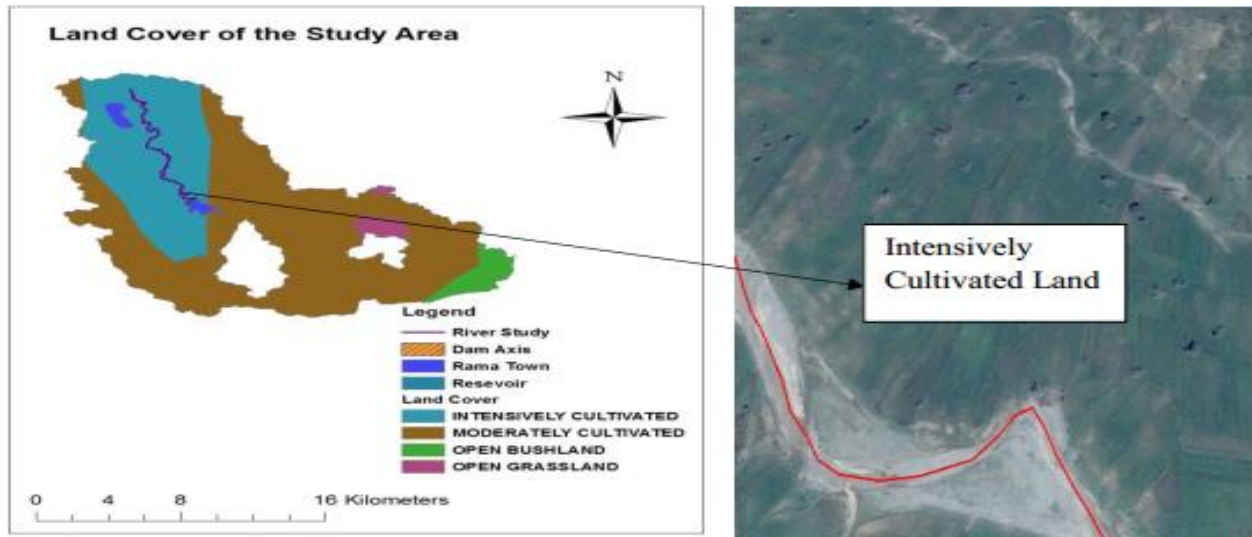 Land Cover of the Study Area
N
Legend
River Study
Dam Axis
Rama Town
Resevoir
Land Cover
INTENSIVELY CULTIVATED
MODERATELY CULTIVATED
OPEN BUSHLAND
OPEN GRASSLAND
0 4 8 16 Kilometers
Intensively
Cultivated Land